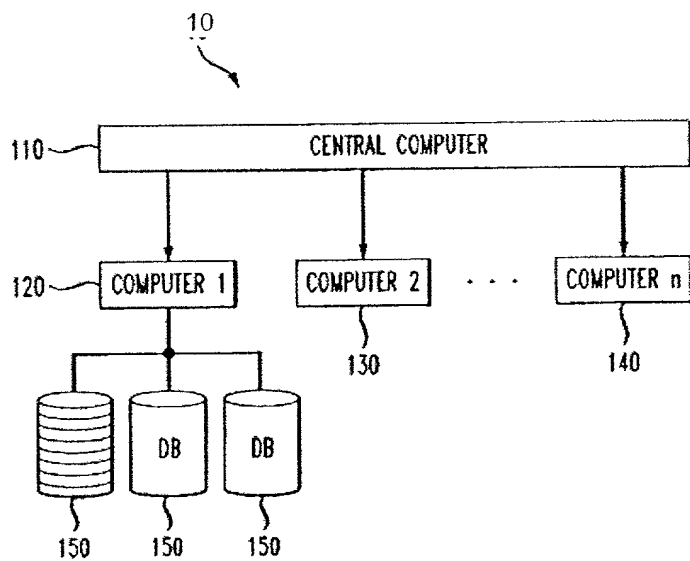 10
110
CENTRAL COMPUTER
120
COMPUTER 1
COMPUTER 2
. . .
COMPUTER n
130
140
DB
DB
150
150
150